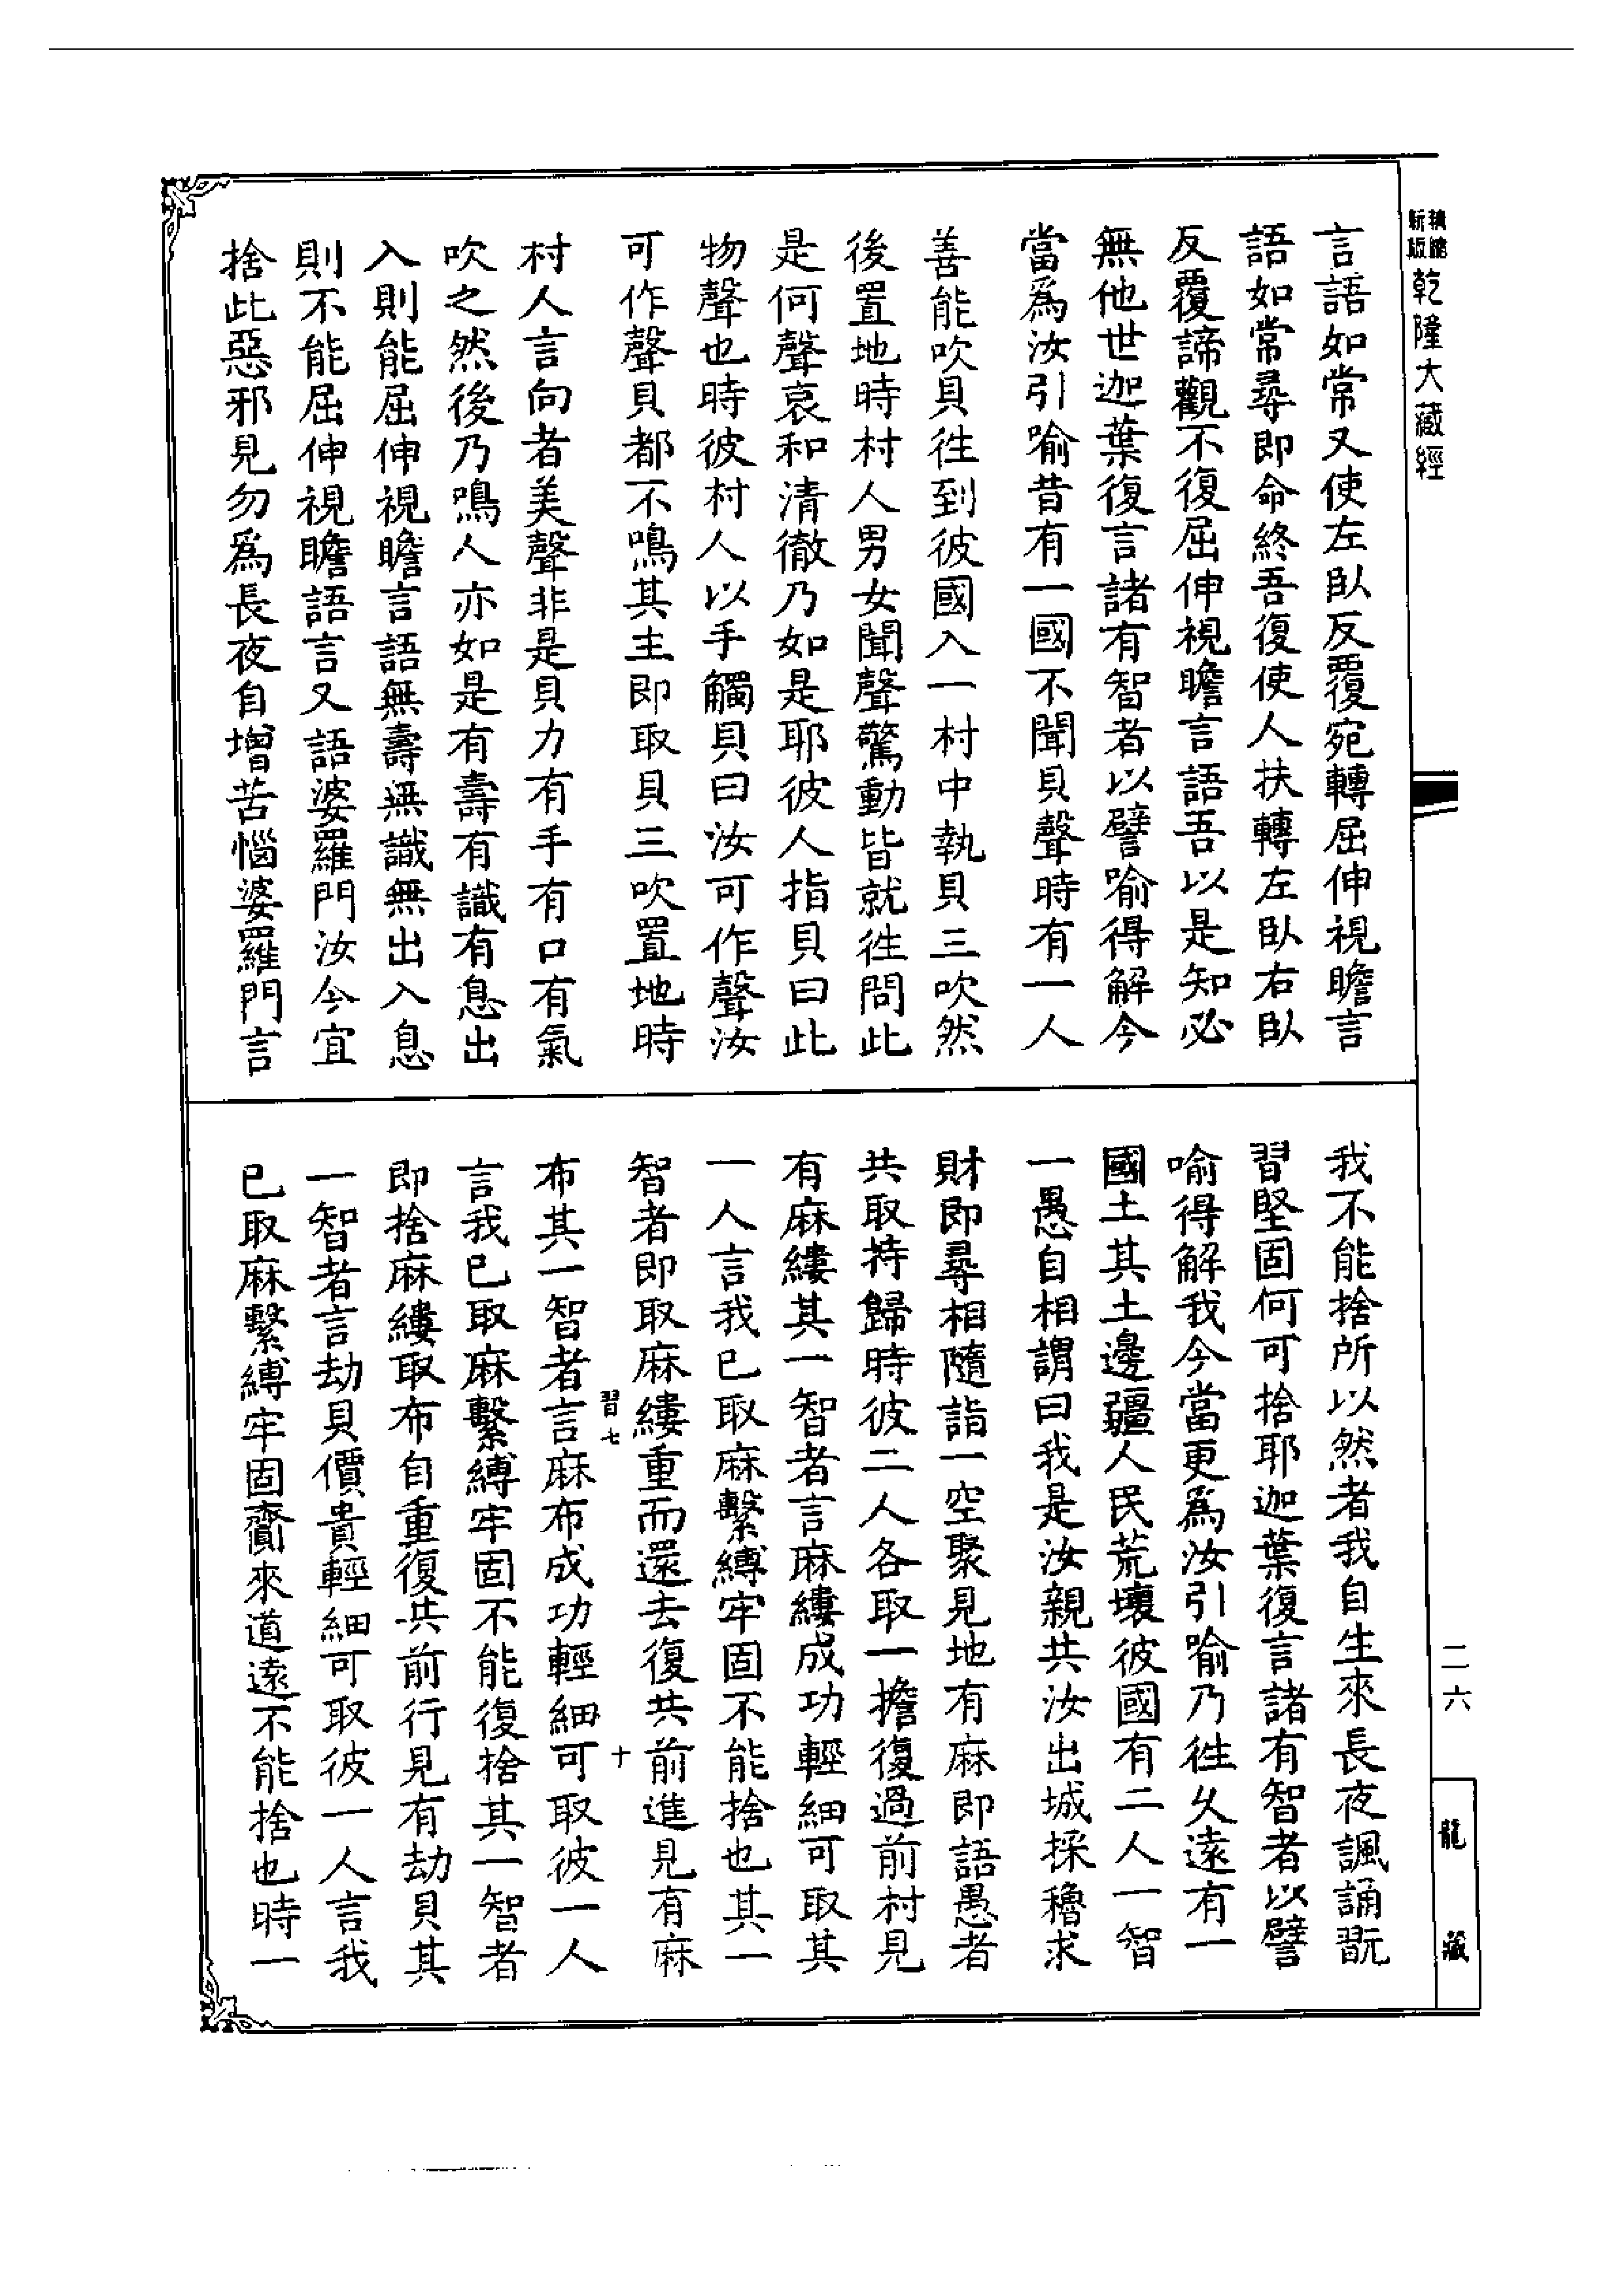 新版精縮乾隆大藏經
言語如常又使左臥反覆宛轉屈伸視瞻言
語如常尋即命終吾復使人扶轉左臥右臥
反覆諦觀不復屈伸視瞻言語吾以是知必
無他世迦葉復言諸有智者以譬喻得解今
當爲汝引喻昔有一國不聞貝聲時有一人
善能吹貝徃到彼國入一村中執貝三吹然
後置地時村人男女聞聲驚動皆就徃問此
是何聲哀和清徹乃如是耶彼人指貝曰此
物聲也時彼村人以手觸貝曰汝可作聲汝
可作聲貝都不鳴其主即取貝三吹置地時
村人言向者美聲非是貝力有手有口有氣
吹之然後乃鳴人亦如是有壽有識有息出
入則能屈伸視瞻言語無壽無識無出入息
則不能屈伸視瞻語言又語婆羅門汝今宜
捨此惡邪見勿爲長夜自增苦惱婆羅門言
我不能捨所以然者我自生來長夜諷誦翫
習堅固何可捨耶迦葉復言諸有智者以譬
喻得解我今當更爲汝引喻乃徃久遠有一
國土其土邊疆人民荒壞彼國有二人一智
一愚自相謂曰我是汝親共汝出城採穭求
財即尋相隨詣一空聚見地有麻即語愚者
共取持歸時彼二人各取一擔復過前村見
有麻縷其一智者言麻縷成功輕細可取其
一人言我已取麻繫縛牢固不能捨也其一
智者即取麻縷重而還去復共前進見有麻
布其一智者言麻布成功輕細可取彼一人
言我已取麻繫縛牢固不能復捨其一智者
即捨麻縷取布自重復共前行見有劫貝其
一智者言劫貝價貴輕細可取彼一人言我
已取麻繫縛牢固齎來道遠不能捨也時一
習七
十
二六
龍藏